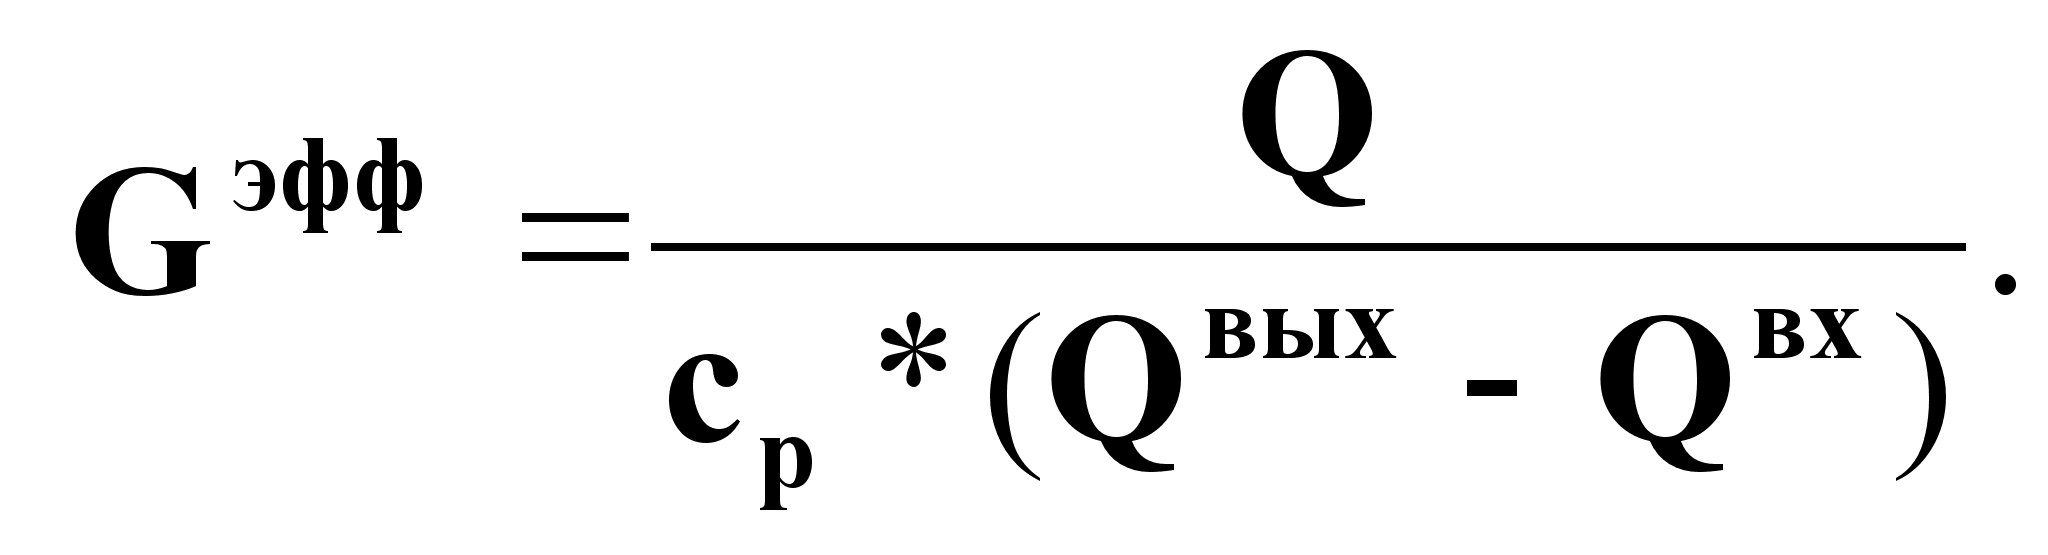 G^эфф = Q / (c_p * (Q^вых - Q^вх)).